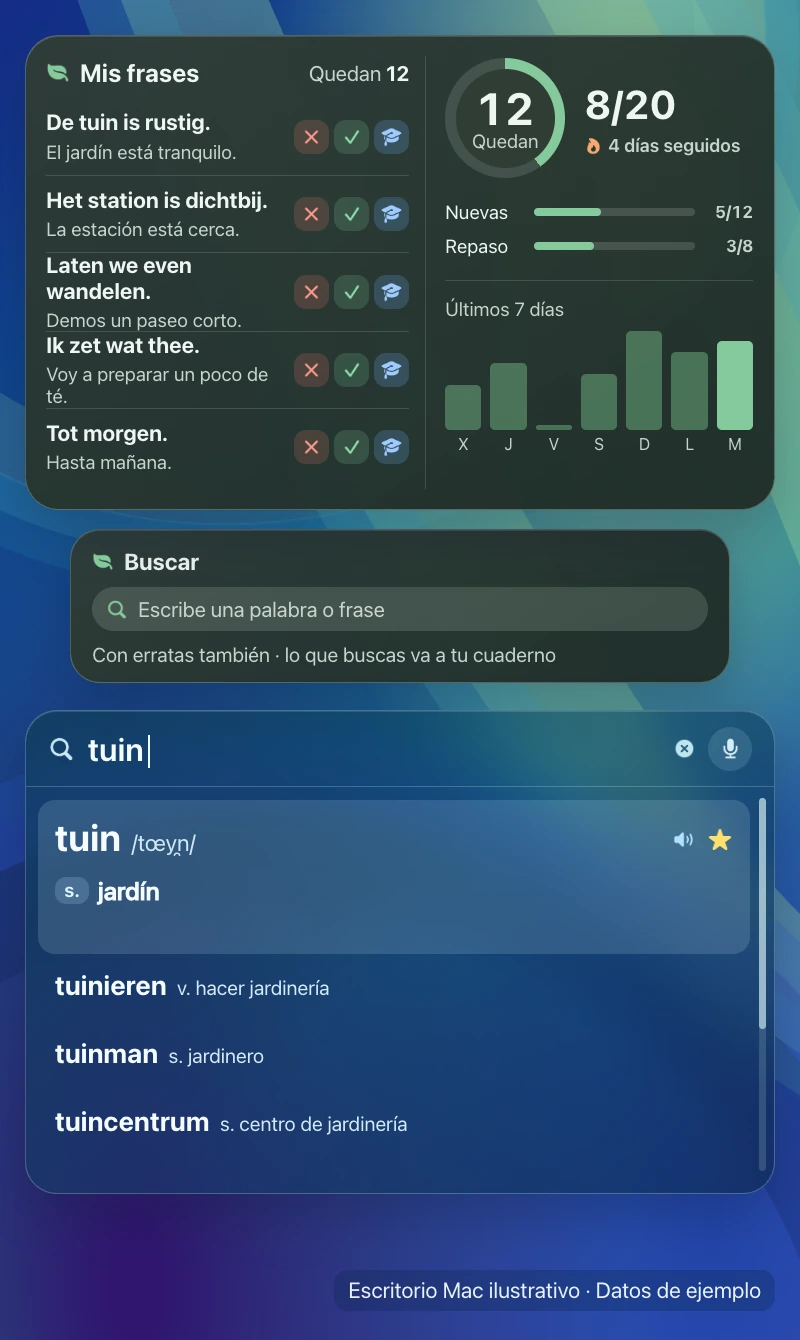 Mis frases
Quedan 12
De tuin is rustig.
El jardín está tranquilo.
Het station is dichtbij.
La estación está cerca.
Laten we even
wandelen.
Demos un paseo corto.
Ik zet wat thee.
Voy a preparar un poco de
té.
Tot morgen.
Hasta mañana.
12
Quedan
8/20
4 días seguidos
Nuevas 5/12
Repaso 3/8
Últimos 7 días
X J V S D L M
Buscar
Escribe una palabra o frase
Con erratas también · lo que buscas va a tu cuaderno
tuin
tuin /tœy̯n/
s. jardín
tuinieren v. hacer jardinería
tuinman s. jardinero
tuincentrum s. centro de jardinería
Escritorio Mac ilustrativo · Datos de ejemplo